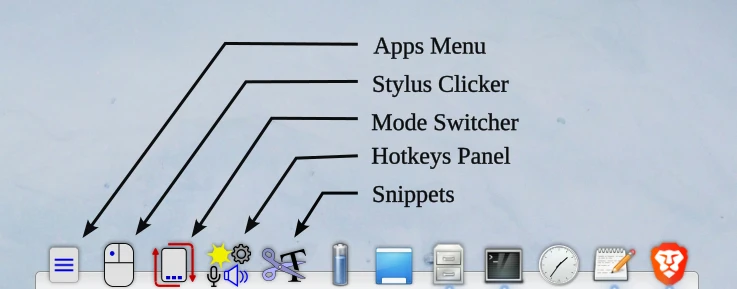 Apps Menu
Stylus Clicker
Mode Switcher
Hotkeys Panel
Snippets
T